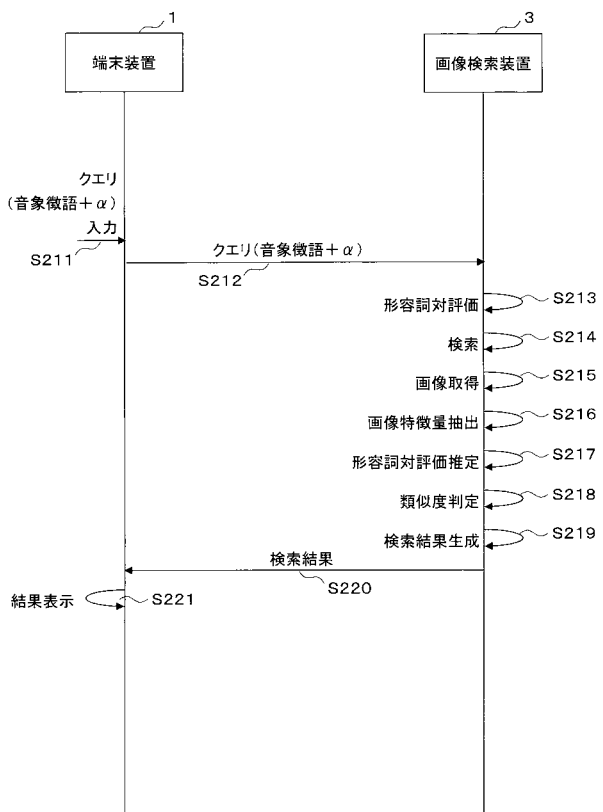 1
3
端末装置
画像検索装置
クエリ
(音象徴語+α)
入力
S211
クエリ(音象徴語+α)
S212
形容詞対評価
S213
検索
S214
画像取得
S215
画像特徴量抽出
S216
形容詞対評価推定
S217
類似度判定
S218
検索結果生成
S219
検索結果
S220
結果表示
S221